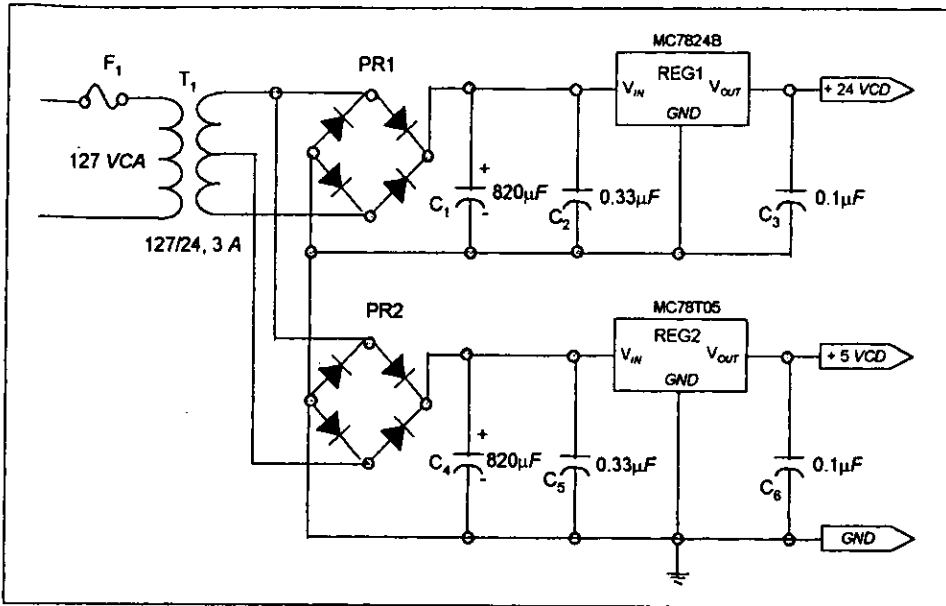 F1
T1
127 VCA
127/24, 3 A
PR1
MC7824B
REG1
VIN
VOUT
GND
+ 24 VCD
+
820µF
-
C1
0.33µF
C2
0.1µF
C3
PR2
MC78T05
REG2
VIN
VOUT
GND
+ 5 VCD
+
820µF
-
C4
0.33µF
C5
0.1µF
C6
GND